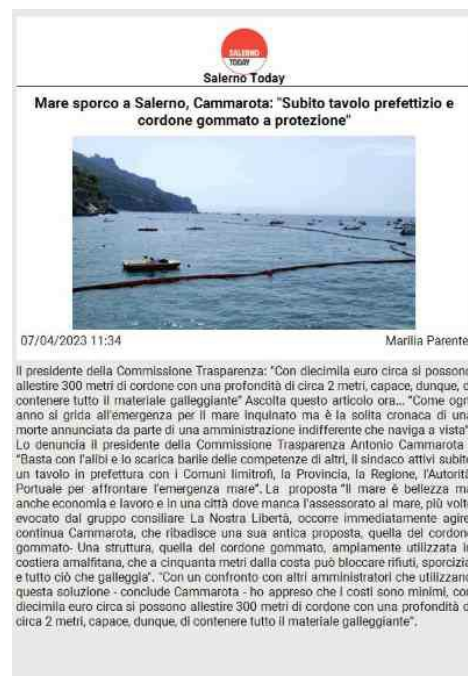 SALERNO
TODAY
Salerno Today
Mare sporco a Salerno, Cammarota: "Subito tavolo prefettizio e
cordone gommato a protezione"
07/04/2023 11:34
Marilia Parente
Il presidente della Commissione Trasparenza: "Con diecimila euro circa si possono
allestire 300 metri di cordone con una profondità di circa 2 metri, capace, dunque, d
contenere tutto il materiale galleggiante" Ascolta questo articolo ora... "Come ogn
anno si grida all'emergenza per il mare inquinato ma è la solita cronaca di una
morte annunciata da parte di una amministrazione indifferente che naviga a vista"
Lo denuncia il presidente della Commissione Trasparenza Antonio Cammarota
"Basta con l'alibi e lo scarica barile delle competenze di altri, il sindaco attivi subito
un tavolo in prefettura con i Comuni limitrofi, la Provincia, la Regione, l'Autorità
Portuale per affrontare l'emergenza mare". La proposta "Il mare è bellezza ma
anche economia e lavoro e in una città dove manca l'assessorato al mare, più volte
evocato dal gruppo consiliare La Nostra Libertà, occorre immediatamente agire
continua Cammarota, che ribadisce una sua antica proposta, quella del cordone
gommato- Una struttura, quella del cordone gommato, ampiamente utilizzata in
costiera amalfitana, che a cinquanta metri dalla costa può bloccare rifiuti, sporcizia
e tutto ciò che galleggia". "Con un confronto con altri amministratori che utilizzano
questa soluzione - conclude Cammarota - ho appreso che i costi sono minimi, con
diecimila euro circa si possono allestire 300 metri di cordone con una profondità d
circa 2 metri, capace, dunque, di contenere tutto il materiale galleggiante".